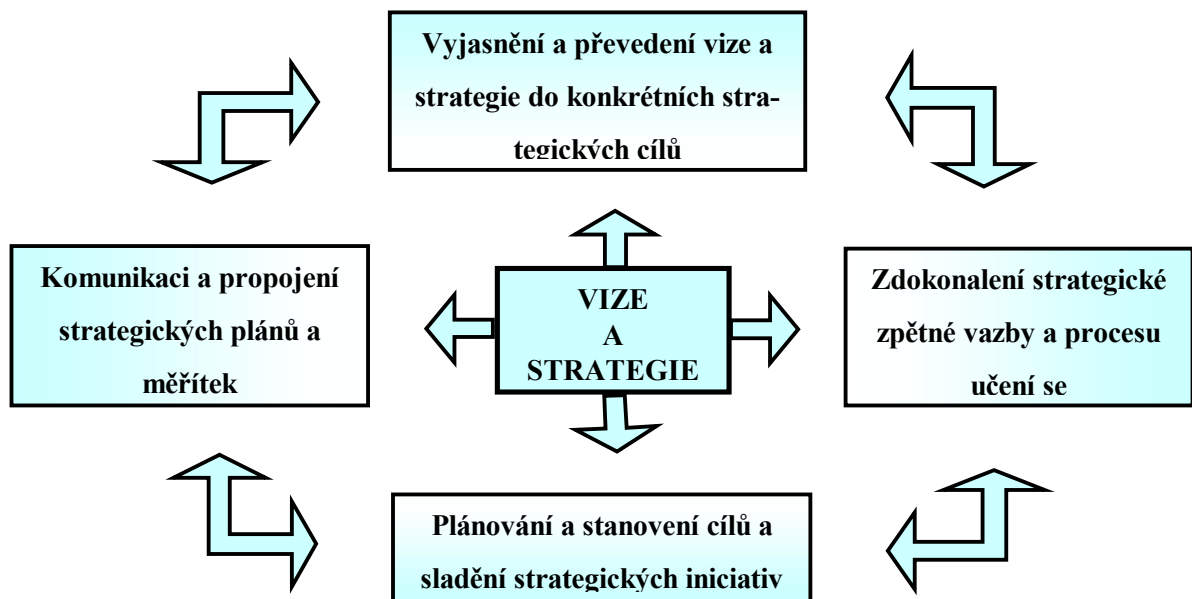 Vyjasnění a převedení vize a
strategie do konkrétních stra-
tegických cílů
Komunikaci a propojení
strategických plánů a
měřítek
VIZE
A
STRATEGIE
Zdokonalení strategické
zpětné vazby a procesu
učení se
Plánování a stanovení cílů a
sladění strategických iniciativ